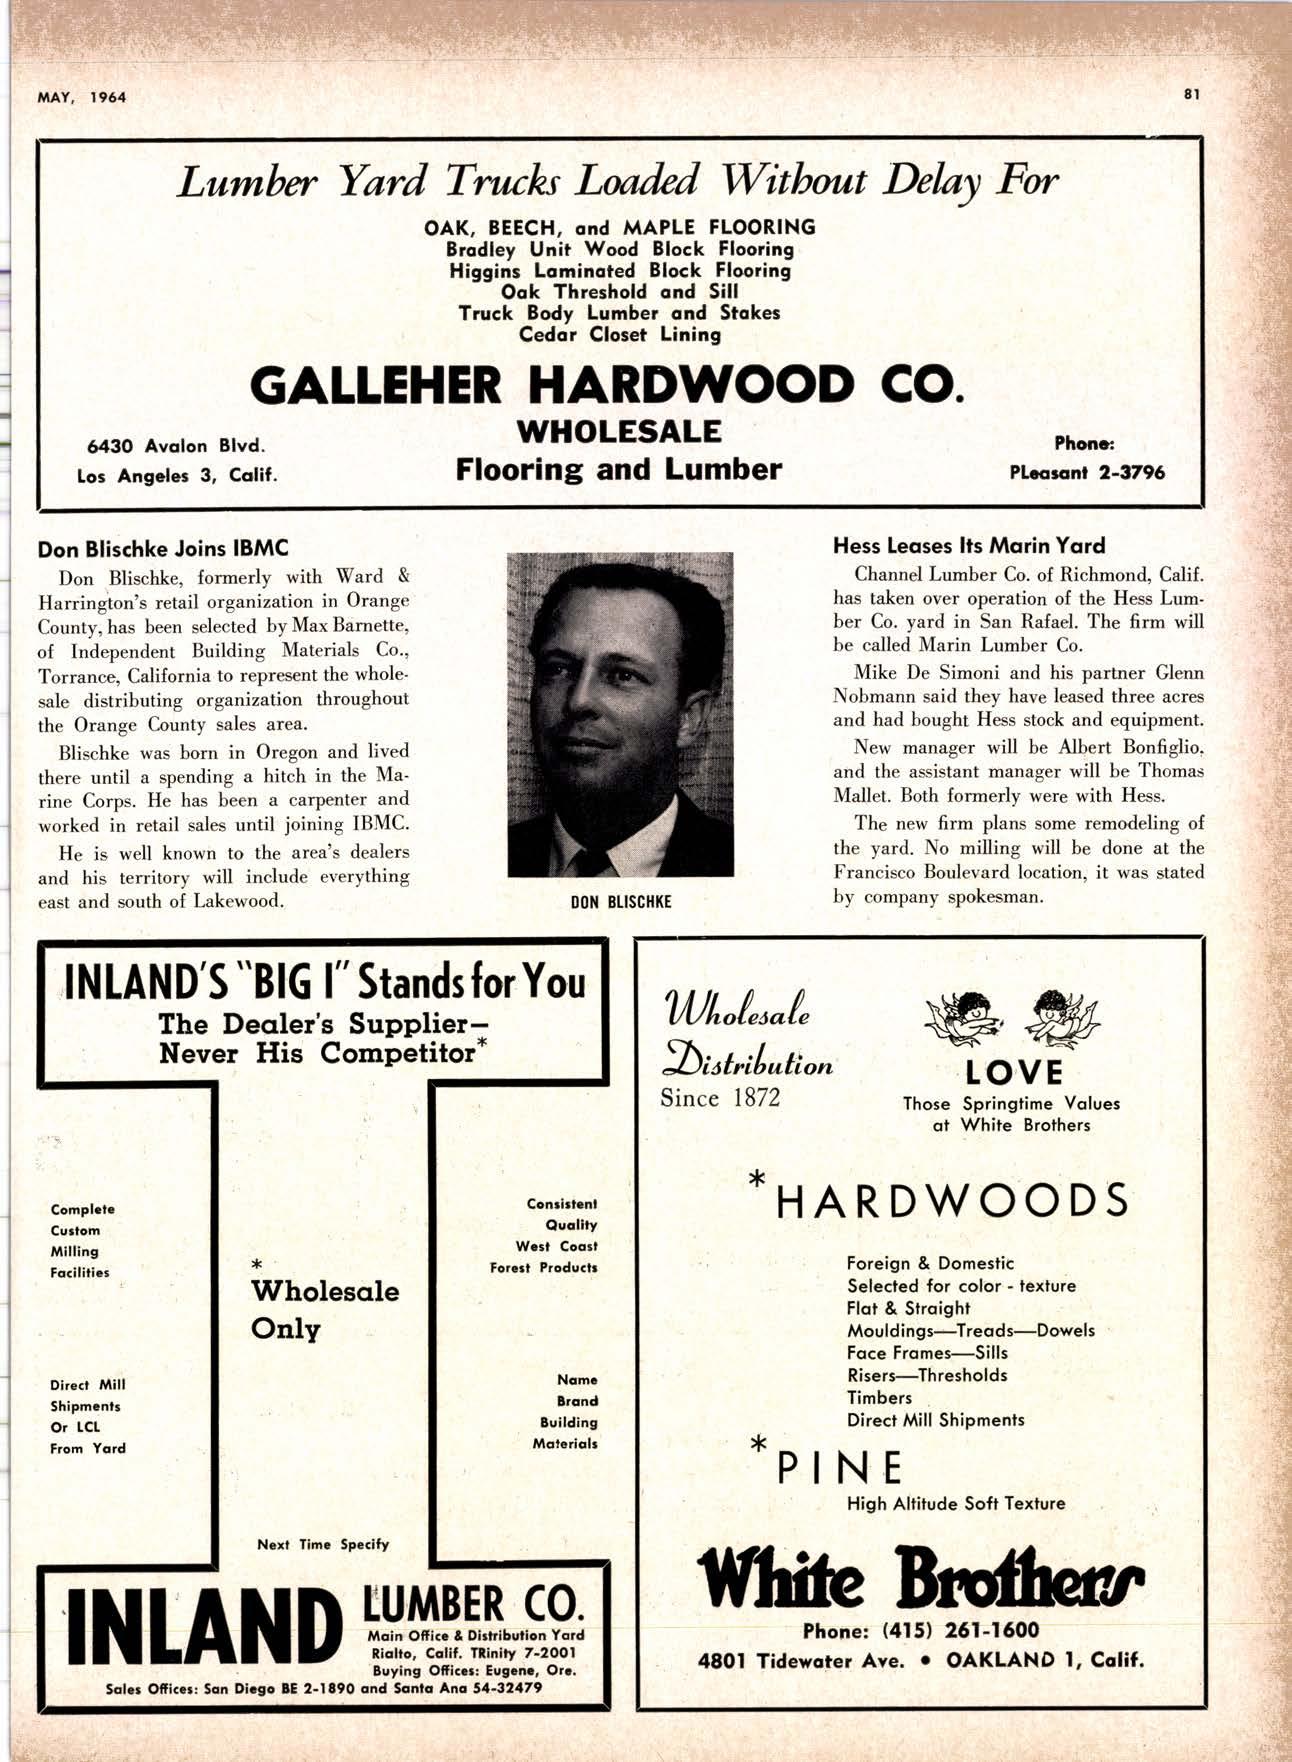 MAY, 1964
81
Lumber Yard Trucks Loaded Without Delay For
OAK, BEECH, and MAPLE FLOORING
Bradley Unit Wood Block Flooring
Higgins Laminated Block Flooring
Oak Threshold and Sill
Truck Body Lumber and Stakes
Cedar Closet Lining
GALLEHER HARDWOOD CO.
WHOLESALE
Flooring and Lumber
6430 Avalon Blvd.
Los Angeles 3, Calif.
Phone:
PLeasant 2-3796
Don Blischke Joins IBMC
Don Blischke, formerly with Ward &
Harrington's retail organization in Orange
County, has been selected by Max Barnette,
of Independent Building Materials Co.,
Torrance, California to represent the whole-
sale distributing organization throughout
the Orange County sales area.
Blischke was born in Oregon and lived
there until a spending a hitch in the Ma-
rine Corps. He has been a carpenter and
worked in retail sales until joining IBMC.
He is well known to the area's dealers
and his territory will include everything
east and south of Lakewood.
DON BLISCHKE
Hess Leases Its Marin Yard
Channel Lumber Co. of Richmond, Calif.
has taken over operation of the Hess Lum-
ber Co. yard in San Rafael. The firm will
be called Marin Lumber Co.
Mike De Simoni and his partner Glenn
Nobmann said they have leased three acres
and had bought Hess stock and equipment.
New manager will be Albert Bonfiglio,
and the assistant manager will be Thomas
Mallet. Both formerly were with Hess.
The new firm plans some remodeling of
the yard. No milling will be done at the
Francisco Boulevard location, it was stated
by company spokesman.
INLAND'S "BIG I" Stands for You
The Dealer's Supplier—
Never His Competitor*
Complete
Custom
Milling
Facilities
Direct Mill
Shipments
Or LCL
From Yard
*
Wholesale
Only
Consistent
Quality
West Coast
Forest Products
Name
Brand
Building
Materials
Next Time Specify
INLAND LUMBER CO.
Main Office & Distribution Yard
Rialto, Calif. TRinity 7-2001
Buying Offices: Eugene, Ore.
Sales Offices: San Diego BE 2-1890 and Santa Ana 54-32479
Wholesale
Distribution
Since 1872
LOVE
Those Springtime Values
at White Brothers
*HARDWOODS
Foreign & Domestic
Selected for color - texture
Flat & Straight
Mouldings—Treads—Dowels
Face Frames—Sills
Risers—Thresholds
Timbers
Direct Mill Shipments
*PINE
High Altitude Soft Texture
White Brothers
Phone: (415) 261-1600
4801 Tidewater Ave. • OAKLAND 1, Calif.